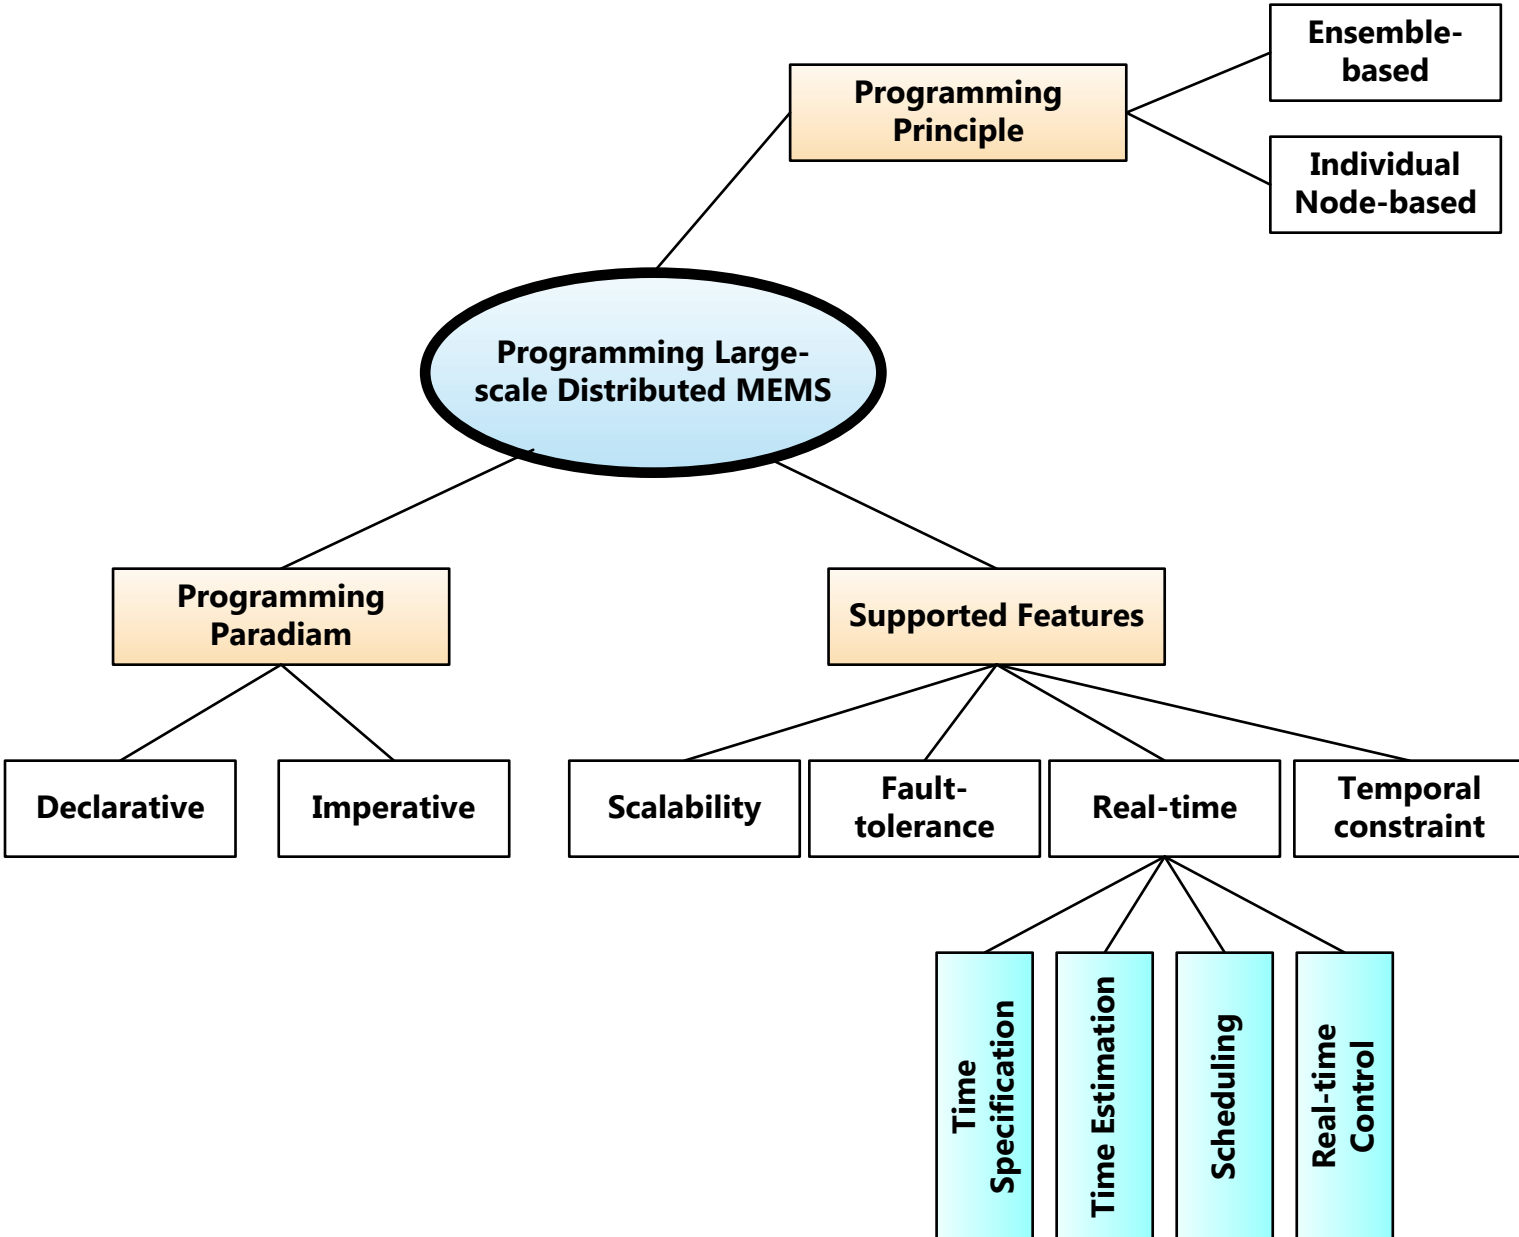 Ensemble-
based
Programming
Principle
Individual
Node-based
Programming Large-
scale Distributed MEMS
Programming
Paradiam
Supported Features
Declarative
Imperative
Scalability
Fault-
tolerance
Real-time
Temporal
constraint
Time
Specification
Time Estimation
Scheduling
Real-time
Control